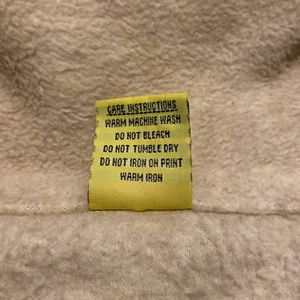 CARE INSTRUCTIONS
WARM MACHINE WASH
DO NOT BLEACH
DO NOT TUMBLE DRY
DO NOT IRON ON PRINT
WARM IRON